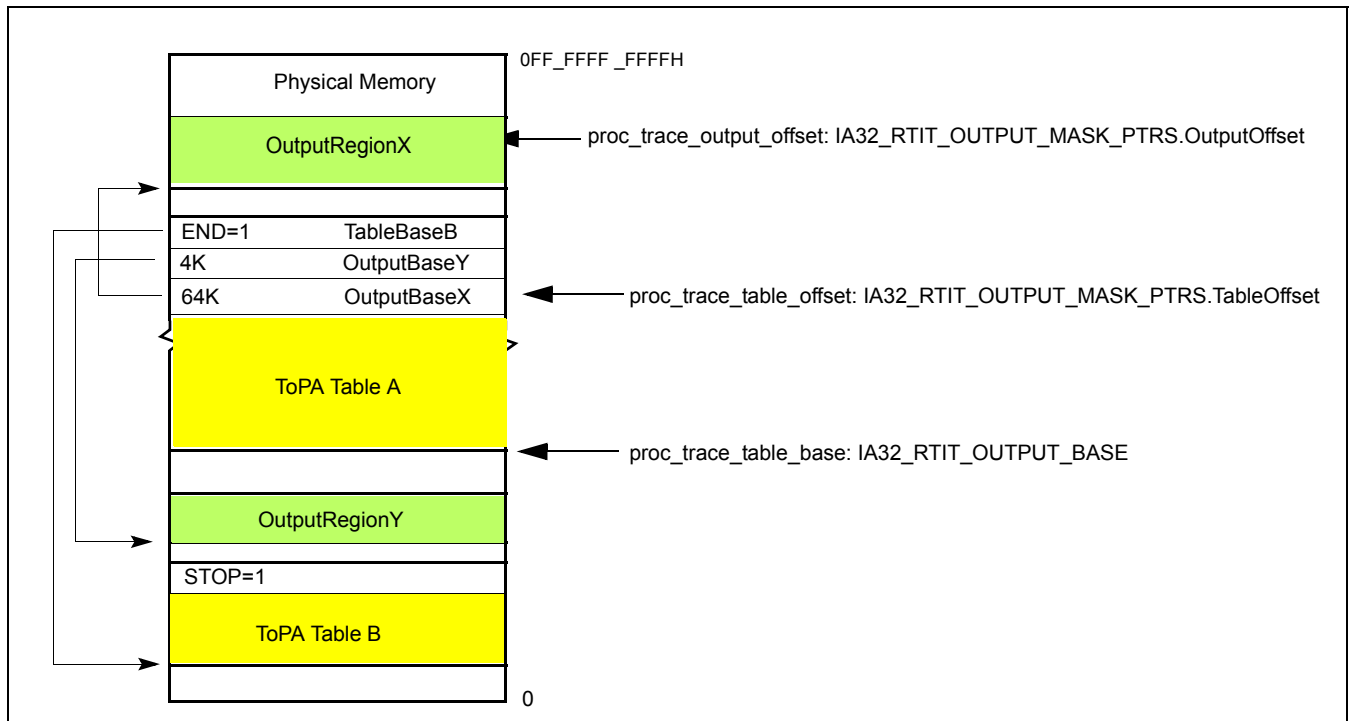 0FF_FFFF _FFFFH
Physical Memory
proc_trace_output_offset: IA32_RTIT_OUTPUT_MASK_PTRS.OutputOffset
OutputRegionX
END=1 TableBaseB
4K OutputBaseY
64K OutputBaseX
proc_trace_table_offset: IA32_RTIT_OUTPUT_MASK_PTRS.TableOffset
ToPA Table A
proc_trace_table_base: IA32_RTIT_OUTPUT_BASE
OutputRegionY
STOP=1
ToPA Table B
0